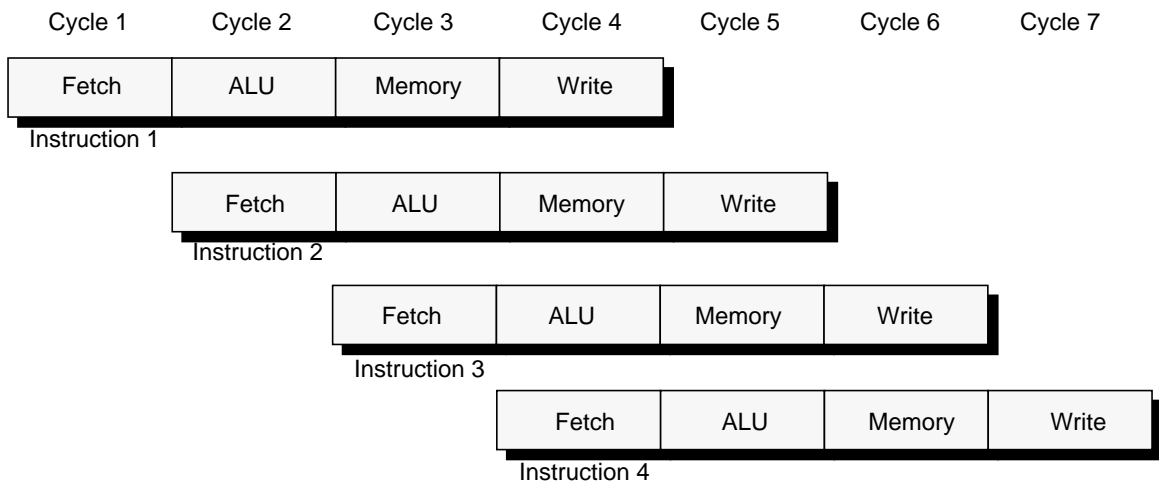 Cycle 1 Cycle 2 Cycle 3 Cycle 4 Cycle 5 Cycle 6 Cycle 7
Fetch ALU Memory Write
Instruction 1
Fetch ALU Memory Write
Instruction 2
Fetch ALU Memory Write
Instruction 3
Fetch ALU Memory Write
Instruction 4